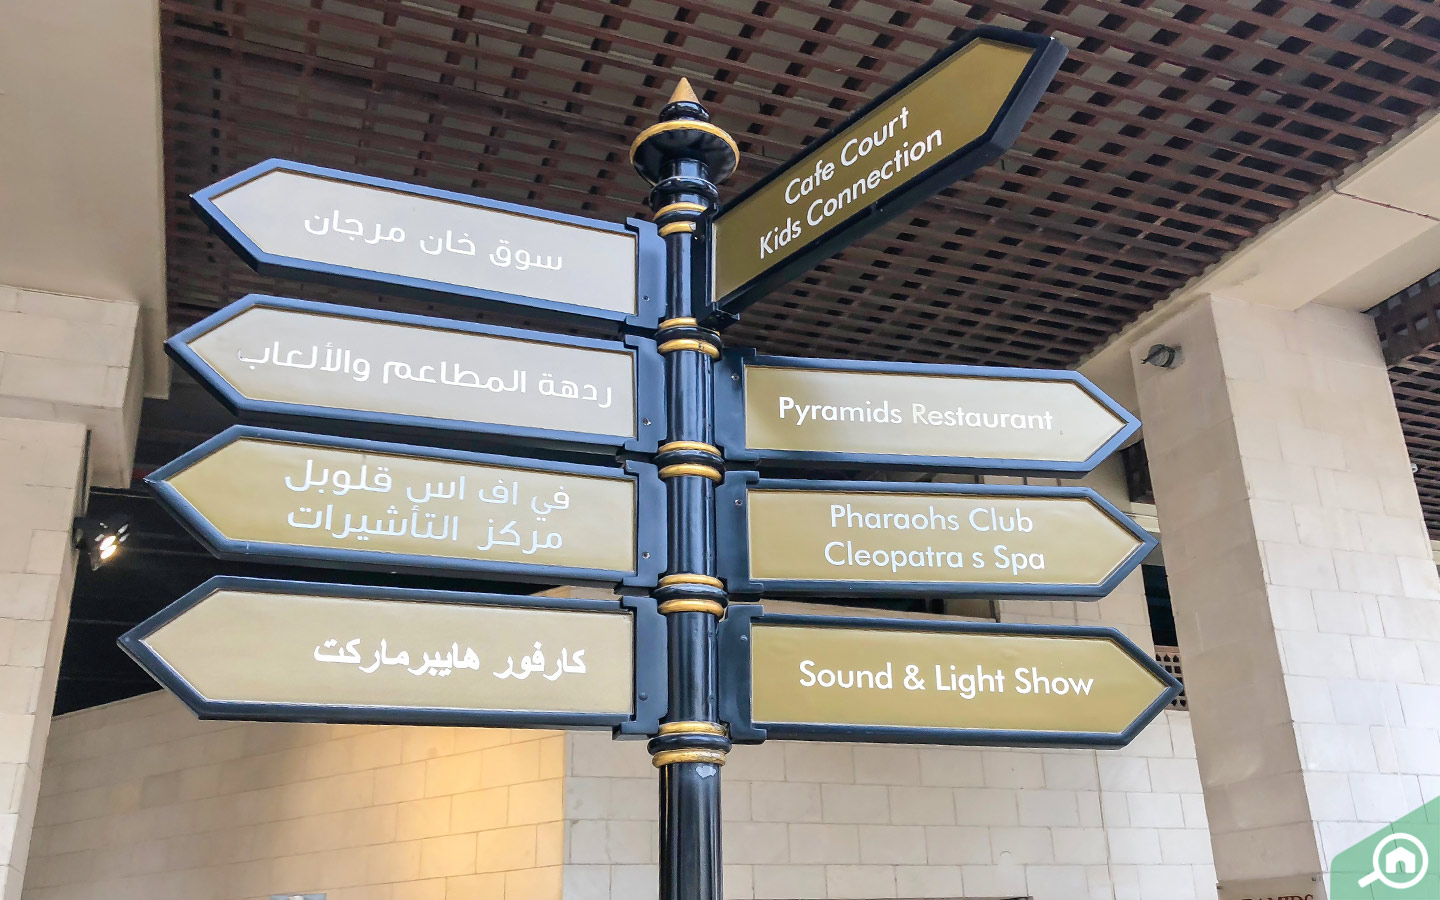 سوق خان مرجان
ردهة المطاعم والألعاب
في اف اس قلوبل
مركز التأشيرات
كارفور هايبرماركت
Cafe Court
Kids Connection
Pyramids Restaurant
Pharaohs Club
Cleopatra s Spa
Sound & Light Show